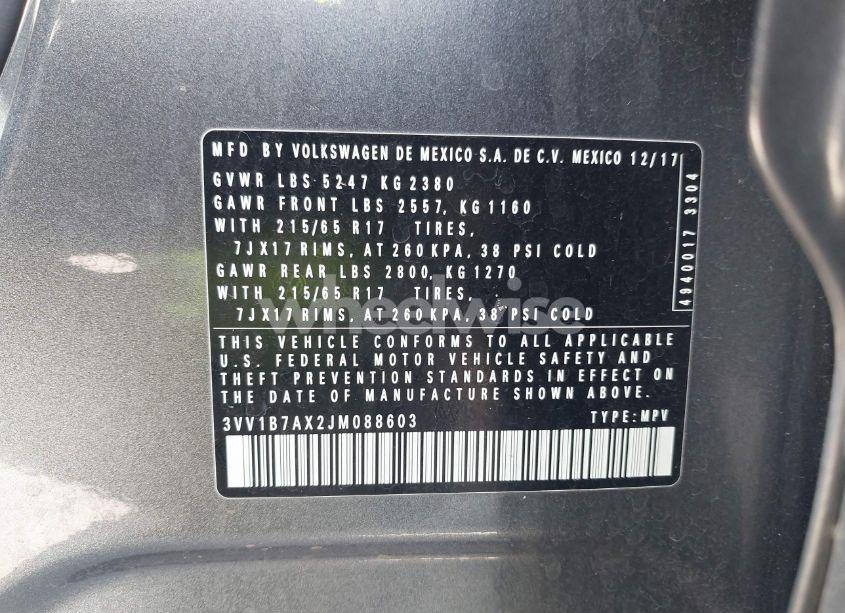 MFD BY VOLKSWAGEN DE MEXICO S.A. DE C.V. MEXICO 12/17
GVWR LBS 5247 KG 2380
GAWR FRONT LBS 2557, KG 1160
WITH 215/65 R17 TIRES,
7JX17 RIMS, AT 260 KPA, 38 PSI COLD
GAWR REAR LBS 2800, KG 1270
WITH 215/65 R17 TIRES,
7JX17 RIMS, AT 260 KPA, 38 PSI COLD
4940017 3304
THIS VEHICLE CONFORMS TO ALL APPLICABLE
U.S. FEDERAL MOTOR VEHICLE SAFETY AND
THEFT PREVENTION STANDARDS IN EFFECT ON
THE DATE OF MANUFACTURE SHOWN ABOVE.
3VV1B7AX2JM088603 TYPE: MPV
wheelwise